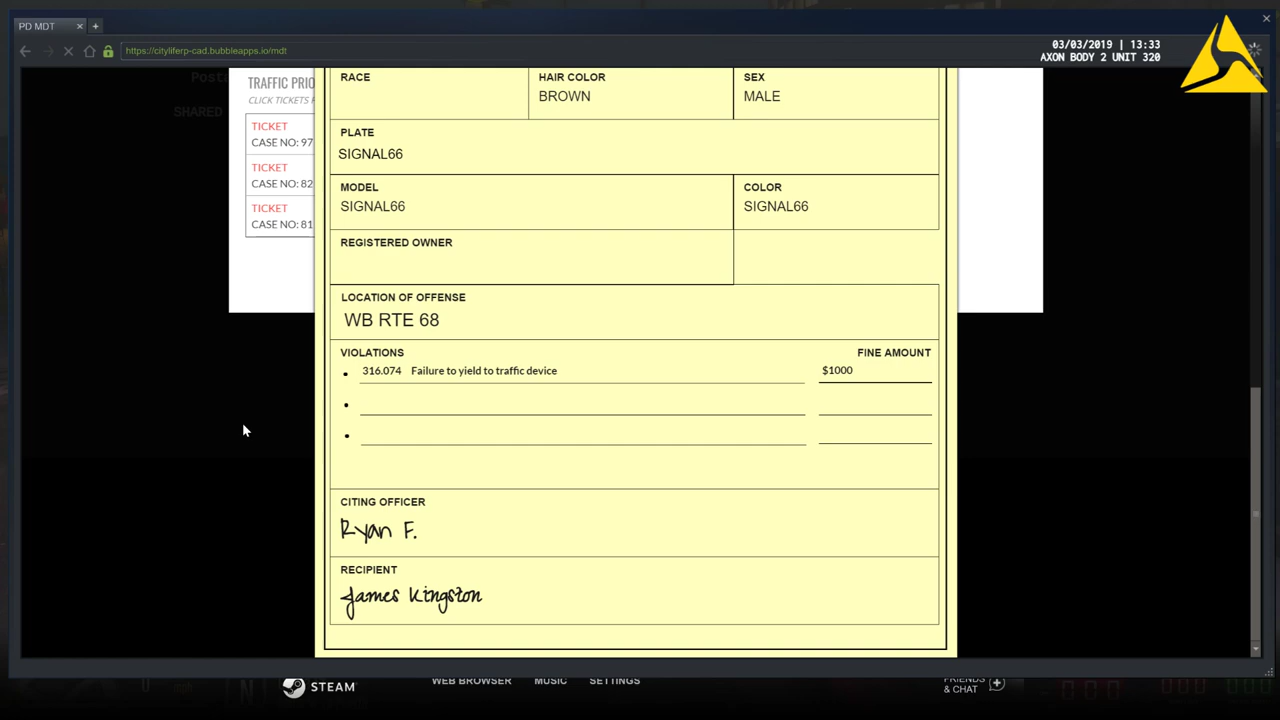 PD MDT
https://cityliferp-cad.bubbleapps.io/mdt
03/03/2019 | 13:33
AXON BODY 2 UNIT 320
SHARED
TRAFFIC PRIO
CLICK TICKETS
TICKET
CASE NO: 97
TICKET
CASE NO: 82
TICKET
CASE NO: 81
RACE
HAIR COLOR
BROWN
SEX
MALE
PLATE
SIGNAL66
MODEL
SIGNAL66
COLOR
SIGNAL66
REGISTERED OWNER
LOCATION OF OFFENSE
WB RTE 68
VIOLATIONS
FINE AMOUNT
316.074 Failure to yield to traffic device
$1000
CITING OFFICER
Ryan F.
RECIPIENT
James Kingston
STEAM
WEB BROWSER
MUSIC
SETTINGS
FRIENDS
& CHAT